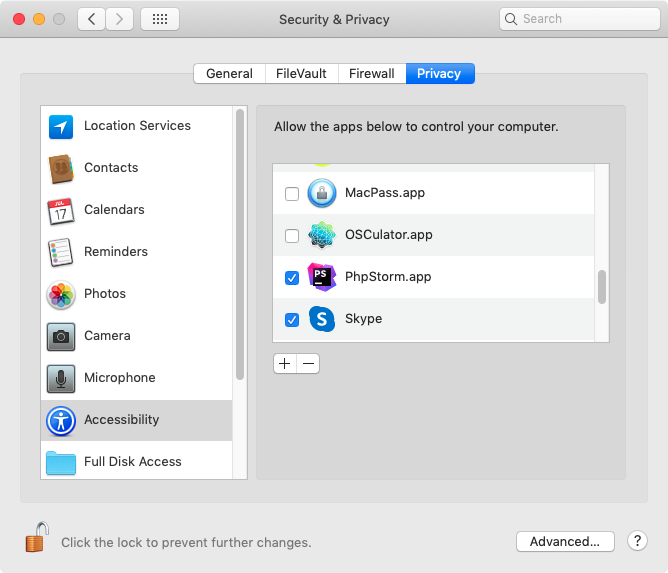 Security & Privacy
Search
General
FileVault
Firewall
Privacy
Location Services
Contacts
JUL
17
Calendars
Reminders
Photos
Camera
Microphone
Accessibility
Full Disk Access
Allow the apps below to control your computer.
MacPass.app
OSCulator.app
PS
PhpStorm.app
S
Skype
+ −
Click the lock to prevent further changes.
Advanced...
?